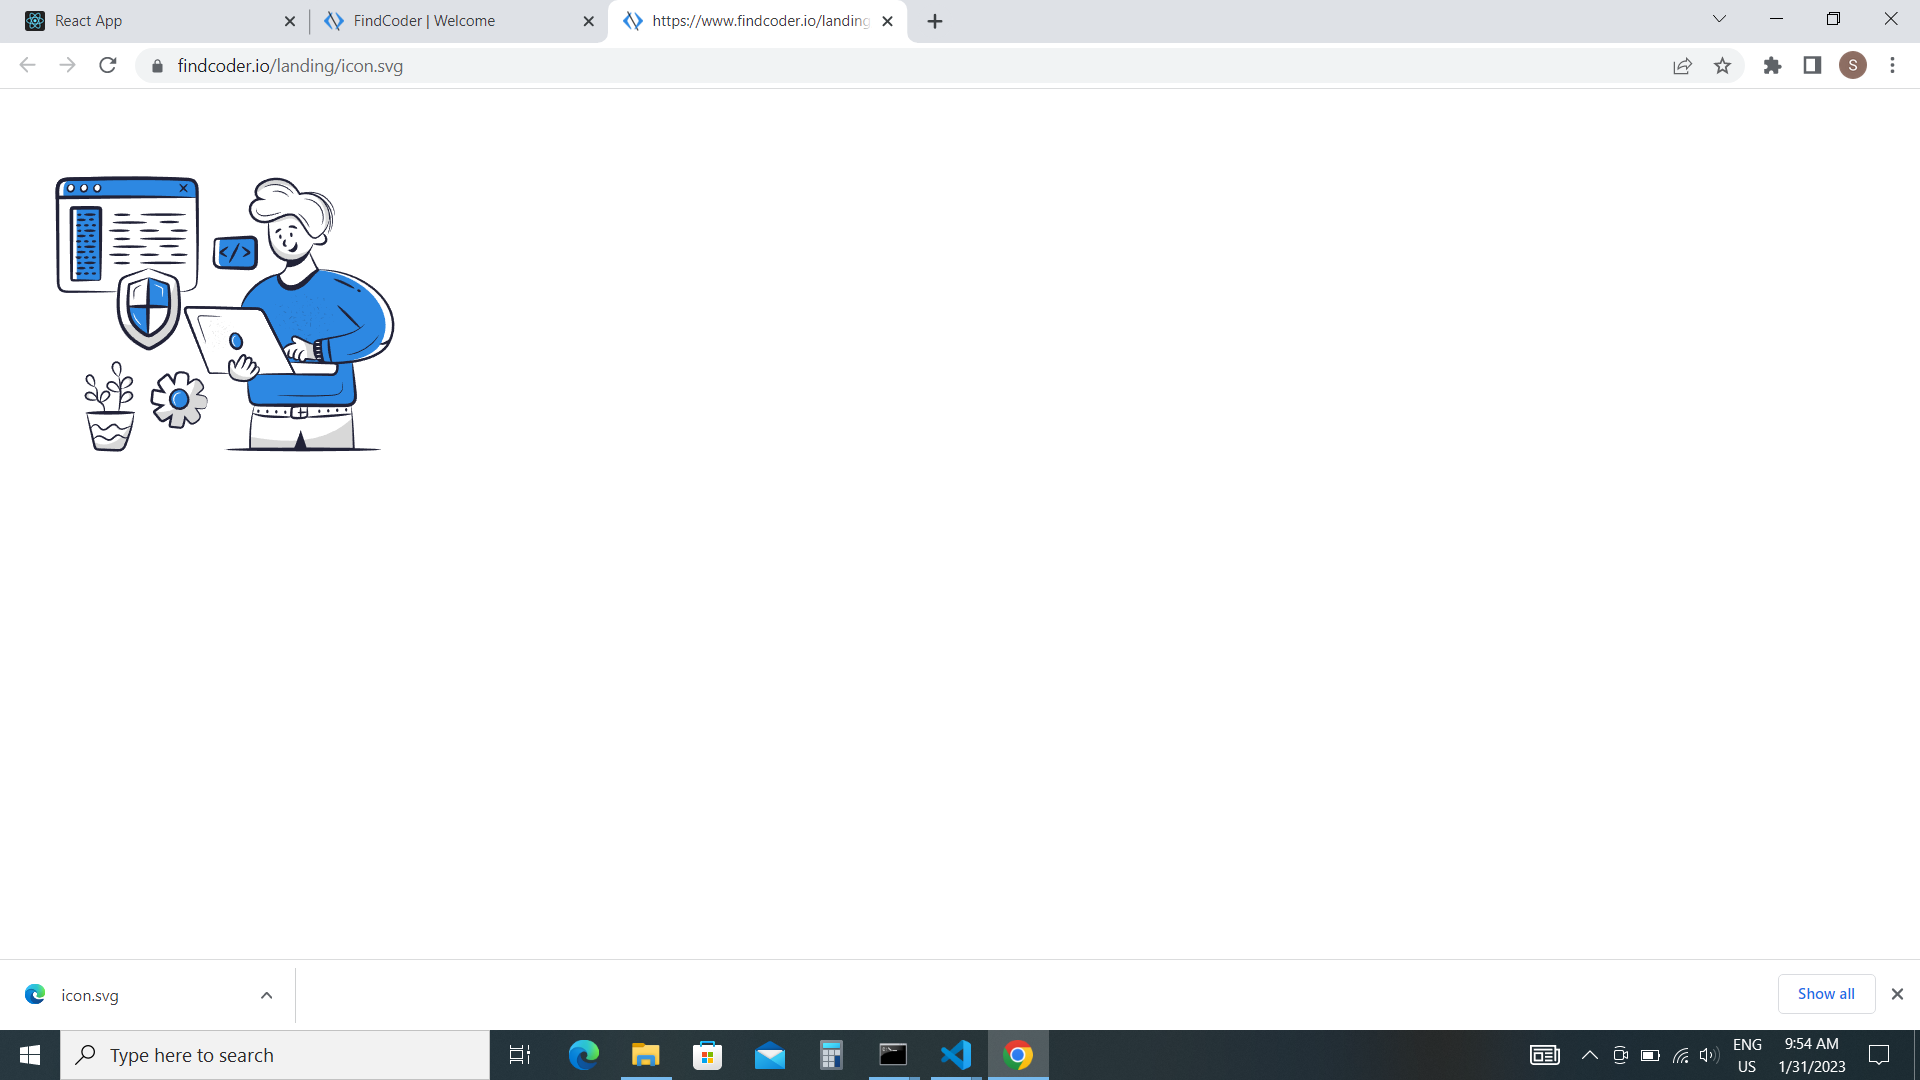 React App
FindCoder | Welcome
https://www.findcoder.io/landing
findcoder.io/landing/icon.svg
S
</>
icon.svg
Show all
Type here to search
ENG
US
9:54 AM
1/31/2023